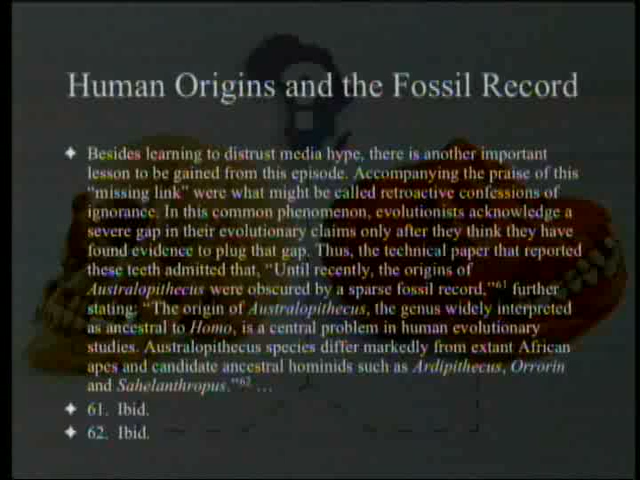 Human Origins and the Fossil Record
Besides learning to distrust media hype, there is another important
lesson to be gained from this episode. Accompanying the praise of this
“missing link” were what might be called retroactive confessions of
ignorance. In this common phenomenon, evolutionists acknowledge a
severe gap in their evolutionary claims only after they think they have
found evidence to plug that gap. Thus, the technical paper that reported
these teeth admitted that, “Until recently, the origins of
Australopithecus were obscured by a sparse fossil record,”61 further
stating: “The origin of Australopithecus, the genus widely interpreted
as ancestral to Homo, is a central problem in human evolutionary
studies. Australopithecus species differ markedly from extant African
apes and candidate ancestral hominids such as Ardipithecus, Orrorin
and Sahelanthropus.”62 …
61. Ibid.
62. Ibid.